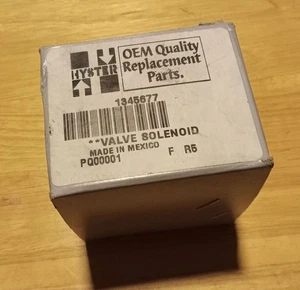 HYSTER
OEM Quality
Replacement
Parts.
1345677
**VALVE SOLENOID
MADE IN MEXICO
PQ00001 F R5